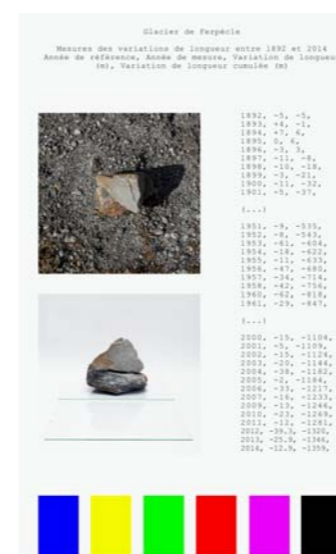 Glacier de Ferpècle
Mesures des variations de longueur entre 1892 et 2014
Année de référence, Année de mesure, Variation de longueur
(m), Variation de longueur cumulée (m)
1892, -5, -5,
1893, +4, -1,
1894, +7, 6,
1895, 0, 6,
1896, -3, 3,
1897, -11, -8,
1898, -10, -18,
1899, -3, -21,
1900, -11, -32,
1901, -5, -37,
(...)
1951, -9, -535,
1952, -8, -543,
1953, -61, -604,
1954, -18, -622,
1955, -11, -633,
1956, -47, -680,
1957, -34, -714,
1958, -42, -756,
1960, -62, -818,
1961, -29, -847,
(...)
2000, -15, -1104,
2001, -5, -1109,
2002, -15, -1124,
2003, -20, -1144,
2004, -38, -1182,
2005, -2, -1184,
2006, -33, -1217,
2007, -16, -1233,
2009, -13, -1246,
2010, -23, -1269,
2011, -12, -1281,
2012, -39.3, -1320,
2013, -25.9, -1346,
2014, -12.9, -1359,